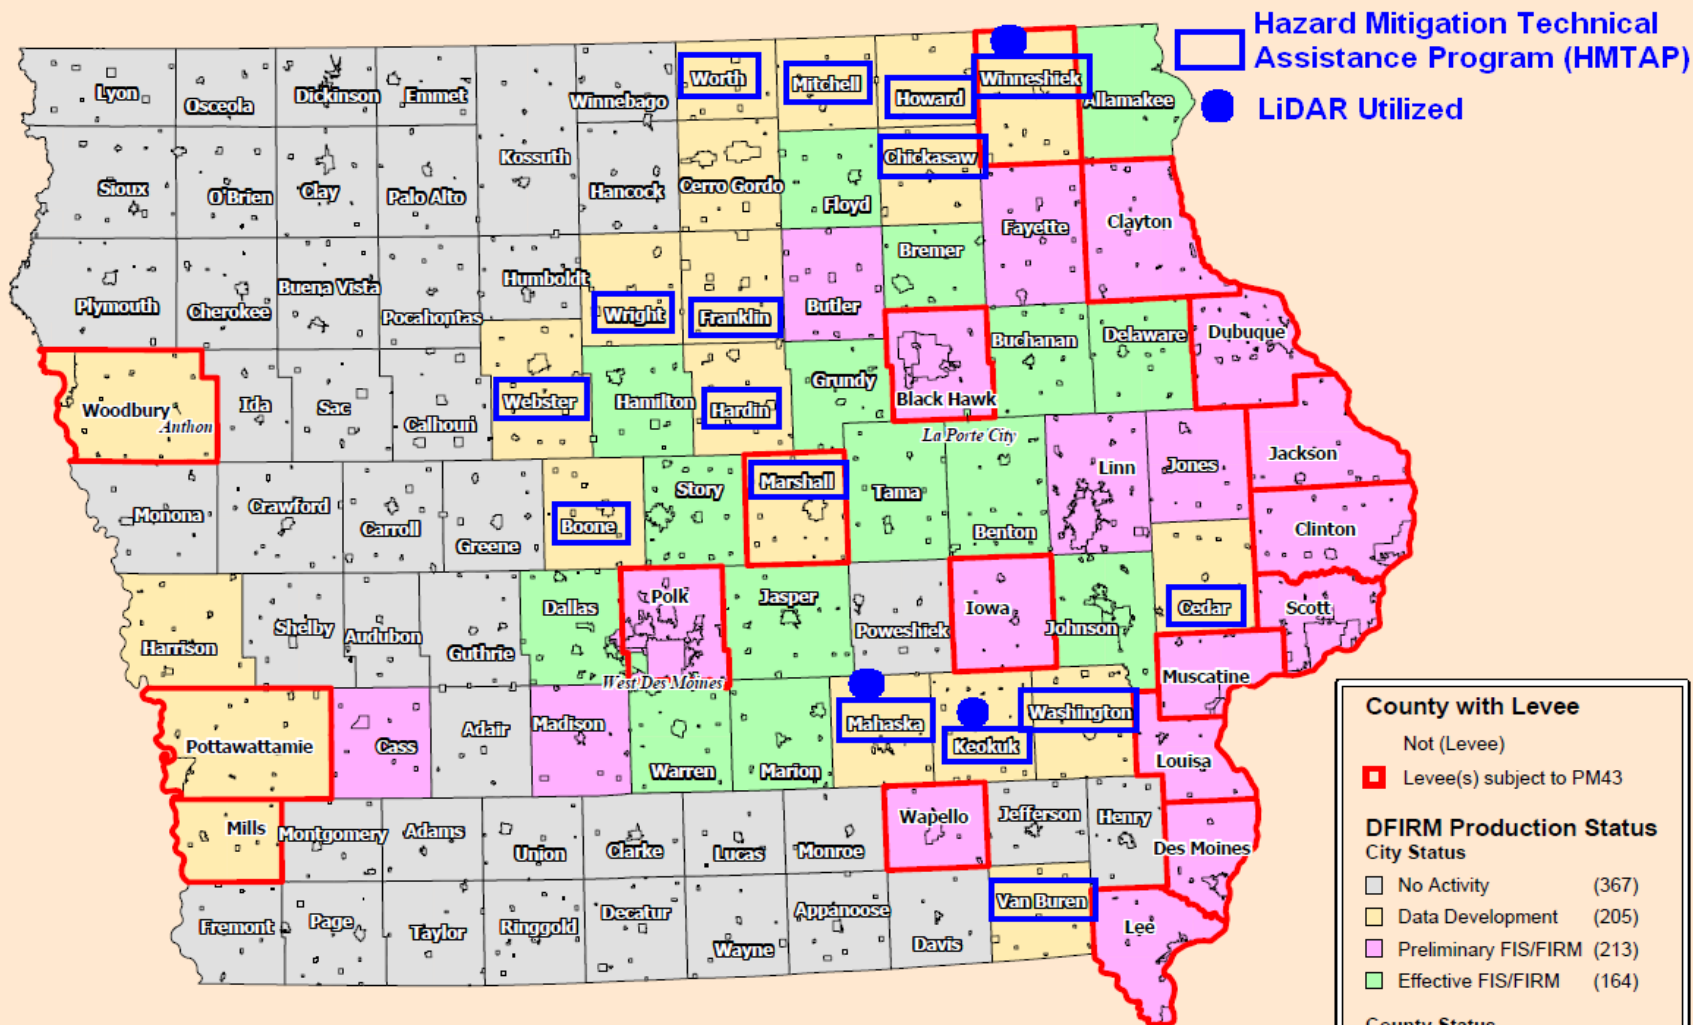 Hazard Mitigation Technical
Assistance Program (HMTAP)
LiDAR Utilized
Lyon
Osceola
Dickinson
Emmet
Winnebago
Worth
Mitchell
Howard
Winneshiek
Allamakee
Sioux
O'Brien
Clay
Palo Alto
Kossuth
Hancock
Cerro Gordo
Floyd
Chickasaw
Fayette
Clayton
Plymouth
Cherokee
Buena Vista
Pocahontas
Humboldt
Wright
Franklin
Butler
Bremer
Black Hawk
Buchanan
Delaware
Dubuque
Woodbury
Anthon
Ida
Sac
Calhoun
Webster
Hamilton
Hardin
Grundy
La Porte City
Linn
Jones
Jackson
Monona
Crawford
Carroll
Greene
Boone
Story
Marshall
Tama
Benton
Clinton
Harrison
Shelby
Audubon
Guthrie
Dallas
Polk
Jasper
Poweshiek
Iowa
Johnson
Cedar
Scott
Muscatine
West Des Moines
Pottawattamie
Cass
Adair
Madison
Warren
Marion
Mahaska
Keokuk
Washington
Louisa
Mills
Montgomery
Adams
Union
Clarke
Lucas
Monroe
Wapello
Jefferson
Henry
Des Moines
Fremont
Page
Taylor
Ringgold
Decatur
Wayne
Appanoose
Davis
Van Buren
Lee
County with Levee
Not (Levee)
Levee(s) subject to PM43
DFIRM Production Status
City Status
No Activity (367)
Data Development (205)
Preliminary FIS/FIRM (213)
Effective FIS/FIRM (164)
County Status